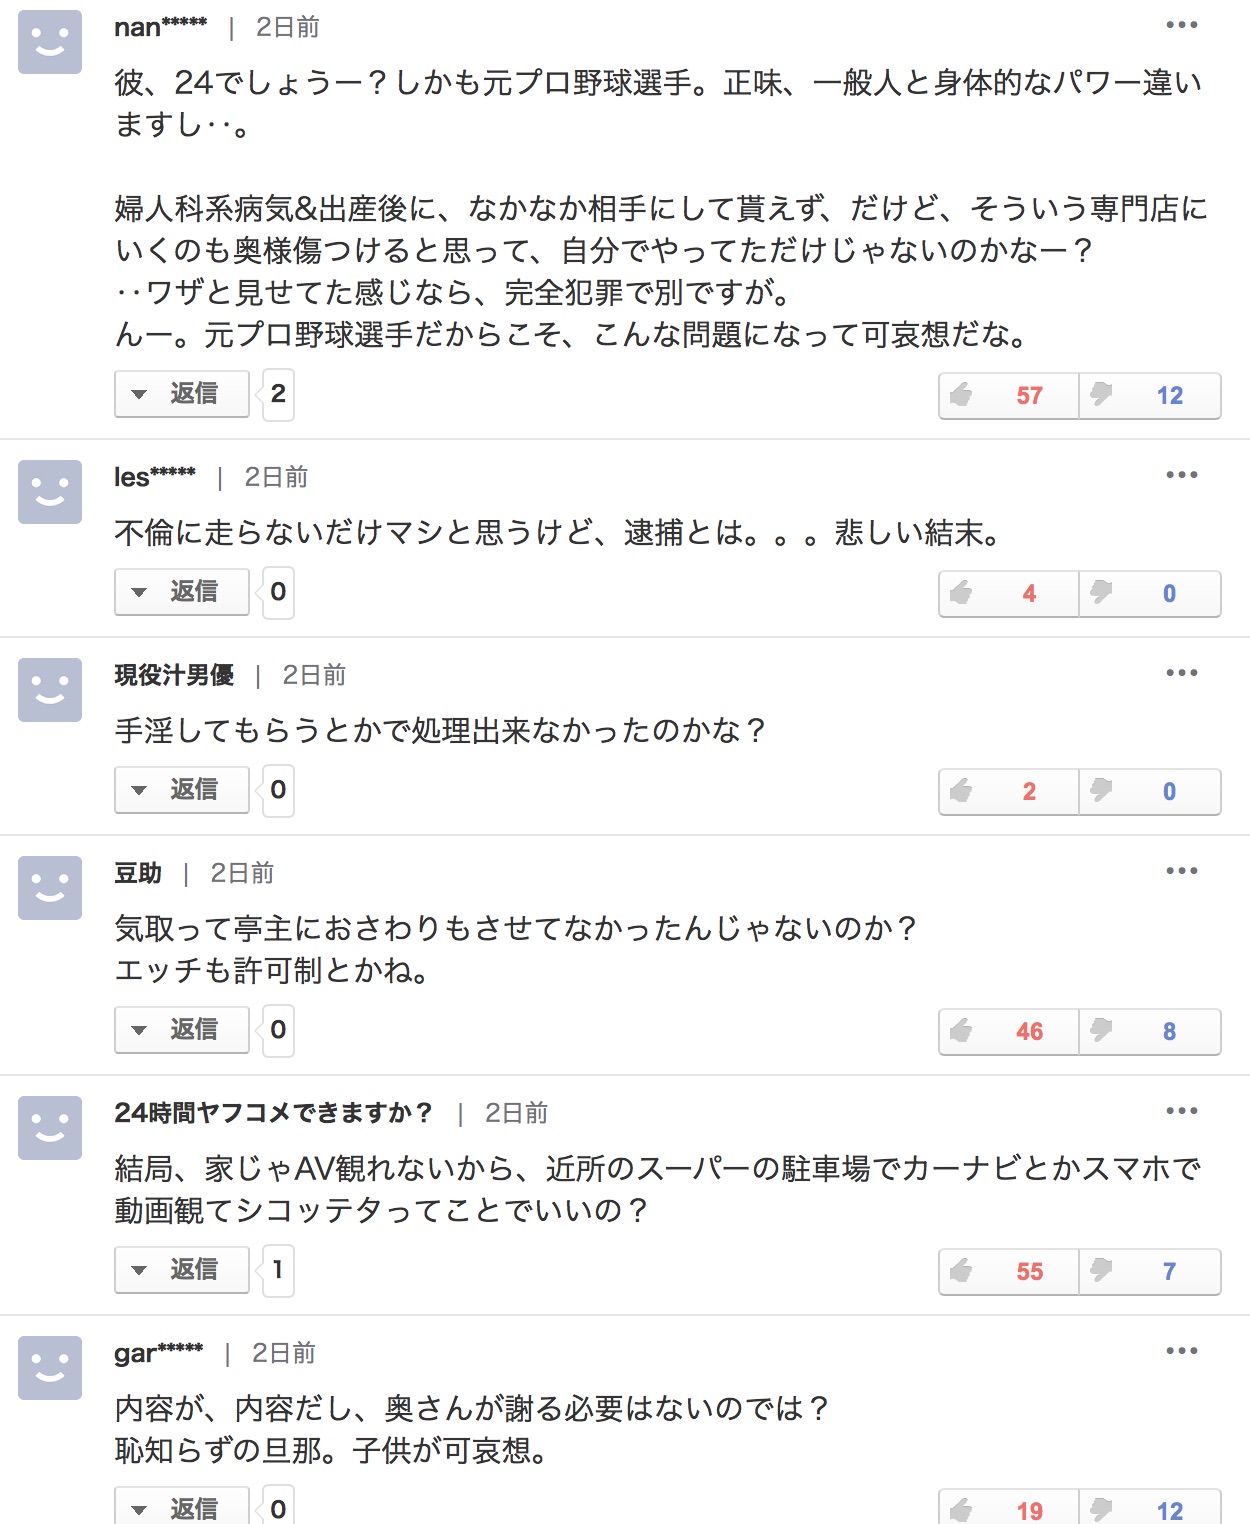 nan***** | 2日前
彼、24でしょうー？しかも元プロ野球選手。正味、一般人と身体的なパワー違い
ますし‥。
婦人科系病気&出産後に、なかなか相手にして貰えず、だけど、そういう専門店に
いくのも奥様傷つけると思って、自分でやってただけじゃないのかなー？
‥ワザと見せてた感じなら、完全犯罪で別ですが。
んー。元プロ野球選手だからこそ、こんな問題になって可哀想だな。
返信 2
57 12
les***** | 2日前
不倫に走らないだけマシと思うけど、逮捕とは。。。悲しい結末。
返信 0
4 0
現役汁男優 | 2日前
手淫してもらうとかで処理出来なかったのかな？
返信 0
2 0
豆助 | 2日前
気取って亭主におさわりもさせてなかったんじゃないのか？
エッチも許可制とかね。
返信 0
46 8
24時間ヤフコメできますか？ | 2日前
結局、家じゃAV観れないから、近所のスーパーの駐車場でカーナビとかスマホで
動画観てシコッテタってことでいいの？
返信 1
55 7
gar***** | 2日前
内容が、内容だし、奥さんが謝る必要はないのでは？
恥知らずの旦那。子供が可哀想。
返信 0
19 12